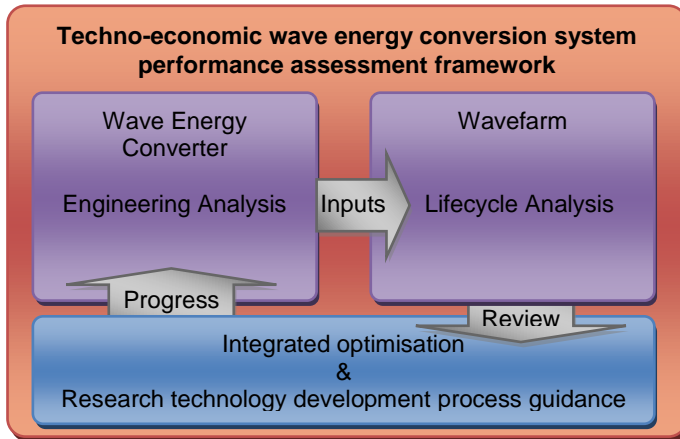 Techno-economic wave energy conversion system
performance assessment framework
Wave Energy
Converter
Engineering Analysis
Inputs
Wavefarm
Lifecycle Analysis
Progress
Review
Integrated optimisation
&
Research technology development process guidance